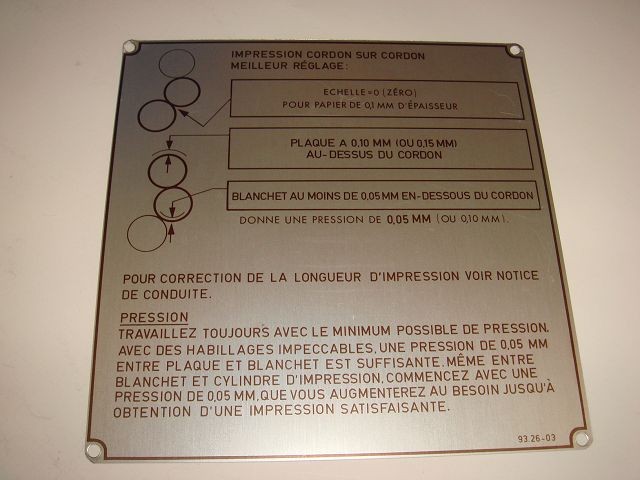 IMPRESSION CORDON SUR CORDON
MEILLEUR RÉGLAGE:
ECHELLE = 0 (ZÉRO)
POUR PAPIER DE 0,1 MM D'ÉPAISSEUR
PLAQUE A 0,10 MM (OU 0,15 MM)
AU-DESSUS DU CORDON
BLANCHET AU MOINS DE 0,05 MM EN-DESSOUS DU CORDON
DONNE UNE PRESSION DE 0,05 MM (OU 0,10 MM).
POUR CORRECTION DE LA LONGUEUR D'IMPRESSION VOIR NOTICE
DE CONDUITE.
PRESSION
TRAVAILLEZ TOUJOURS AVEC LE MINIMUM POSSIBLE DE PRESSION.
AVEC DES HABILLAGES IMPECCABLES, UNE PRESSION DE 0,05 MM
ENTRE PLAQUE ET BLANCHET EST SUFFISANTE. MÊME ENTRE
BLANCHET ET CYLINDRE D'IMPRESSION, COMMENCEZ AVEC UNE
PRESSION DE 0,05 MM, QUE VOUS AUGMENTEREZ AU BESOIN JUSQU'À
OBTENTION D'UNE IMPRESSION SATISFAISANTE.
93.26-03